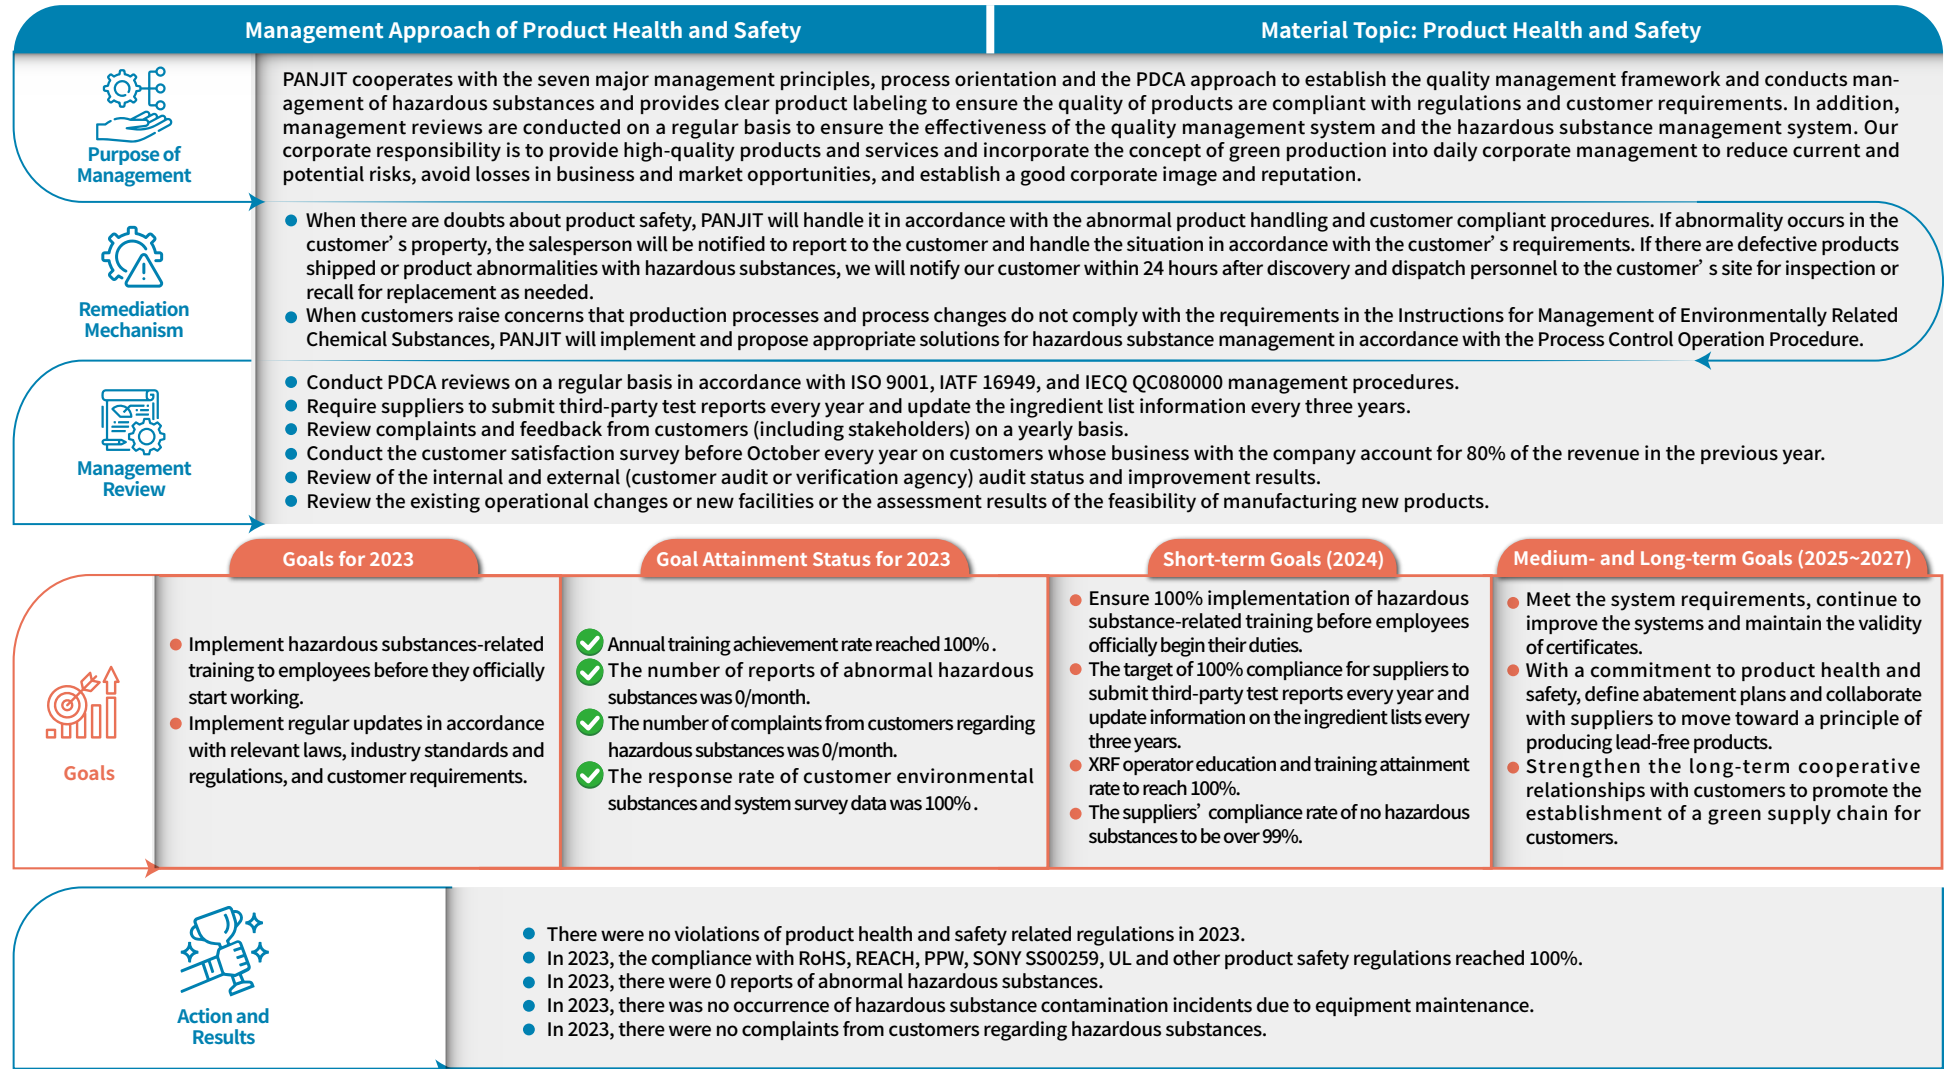 Management Approach of Product Health and Safety
Material Topic: Product Health and Safety
Purpose of
Management
PANJIT cooperates with the seven major management principles, process orientation and the PDCA approach to establish the quality management framework and conducts man-
agement of hazardous substances and provides clear product labeling to ensure the quality of products are compliant with regulations and customer requirements. In addition,
management reviews are conducted on a regular basis to ensure the effectiveness of the quality management system and the hazardous substance management system. Our
corporate responsibility is to provide high-quality products and services and incorporate the concept of green production into daily corporate management to reduce current and
potential risks, avoid losses in business and market opportunities, and establish a good corporate image and reputation.
Remediation
Mechanism
● When there are doubts about product safety, PANJIT will handle it in accordance with the abnormal product handling and customer compliant procedures. If abnormality occurs in the
customer’s property, the salesperson will be notified to report to the customer and handle the situation in accordance with the customer’s requirements. If there are defective products
shipped or product abnormalities with hazardous substances, we will notify our customer within 24 hours after discovery and dispatch personnel to the customer’s site for inspection or
recall for replacement as needed.
● When customers raise concerns that production processes and process changes do not comply with the requirements in the Instructions for Management of Environmentally Related
Chemical Substances, PANJIT will implement and propose appropriate solutions for hazardous substance management in accordance with the Process Control Operation Procedure.
Management
Review
● Conduct PDCA reviews on a regular basis in accordance with ISO 9001, IATF 16949, and IECQ QC080000 management procedures.
● Require suppliers to submit third-party test reports every year and update the ingredient list information every three years.
● Review complaints and feedback from customers (including stakeholders) on a yearly basis.
● Conduct the customer satisfaction survey before October every year on customers whose business with the company account for 80% of the revenue in the previous year.
● Review of the internal and external (customer audit or verification agency) audit status and improvement results.
● Review the existing operational changes or new facilities or the assessment results of the feasibility of manufacturing new products.
Goals
Goals for 2023
● Implement hazardous substances-related
training to employees before they officially
start working.
● Implement regular updates in accordance
with relevant laws, industry standards and
regulations, and customer requirements.
Goal Attainment Status for 2023
Annual training achievement rate reached 100%.
The number of reports of abnormal hazardous
substances was 0/month.
The number of complaints from customers regarding
hazardous substances was 0/month.
The response rate of customer environmental
substances and system survey data was 100%.
Short-term Goals (2024)
● Ensure 100% implementation of hazardous
substance-related training before employees
officially begin their duties.
● The target of 100% compliance for suppliers to
submit third-party test reports every year and
update information on the ingredient lists every
three years.
● XRF operator education and training attainment
rate to reach 100%.
● The suppliers’ compliance rate of no hazardous
substances to be over 99%.
Medium- and Long-term Goals (2025~2027)
● Meet the system requirements, continue to
improve the systems and maintain the validity
of certificates.
● With a commitment to product health and
safety, define abatement plans and collaborate
with suppliers to move toward a principle of
producing lead-free products.
● Strengthen the long-term cooperative
relationships with customers to promote the
establishment of a green supply chain for
customers.
Action and
Results
● There were no violations of product health and safety related regulations in 2023.
● In 2023, the compliance with RoHS, REACH, PPW, SONY SS00259, UL and other product safety regulations reached 100%.
● In 2023, there were 0 reports of abnormal hazardous substances.
● In 2023, there was no occurrence of hazardous substance contamination incidents due to equipment maintenance.
● In 2023, there were no complaints from customers regarding hazardous substances.